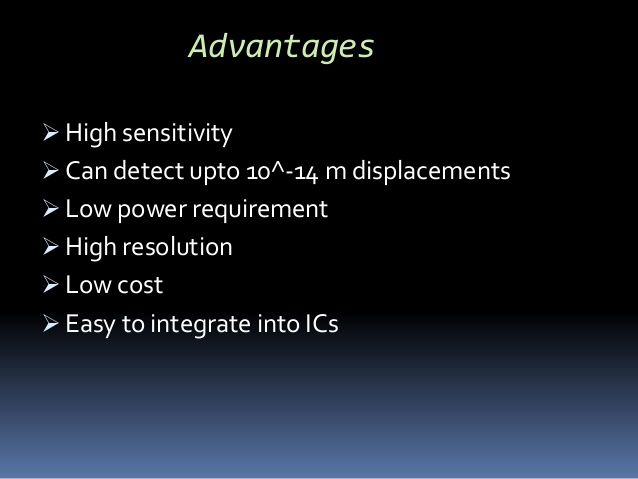 Advantages
➢ High sensitivity
➢ Can detect upto 10^-14 m displacements
➢ Low power requirement
➢ High resolution
➢ Low cost
➢ Easy to integrate into ICs